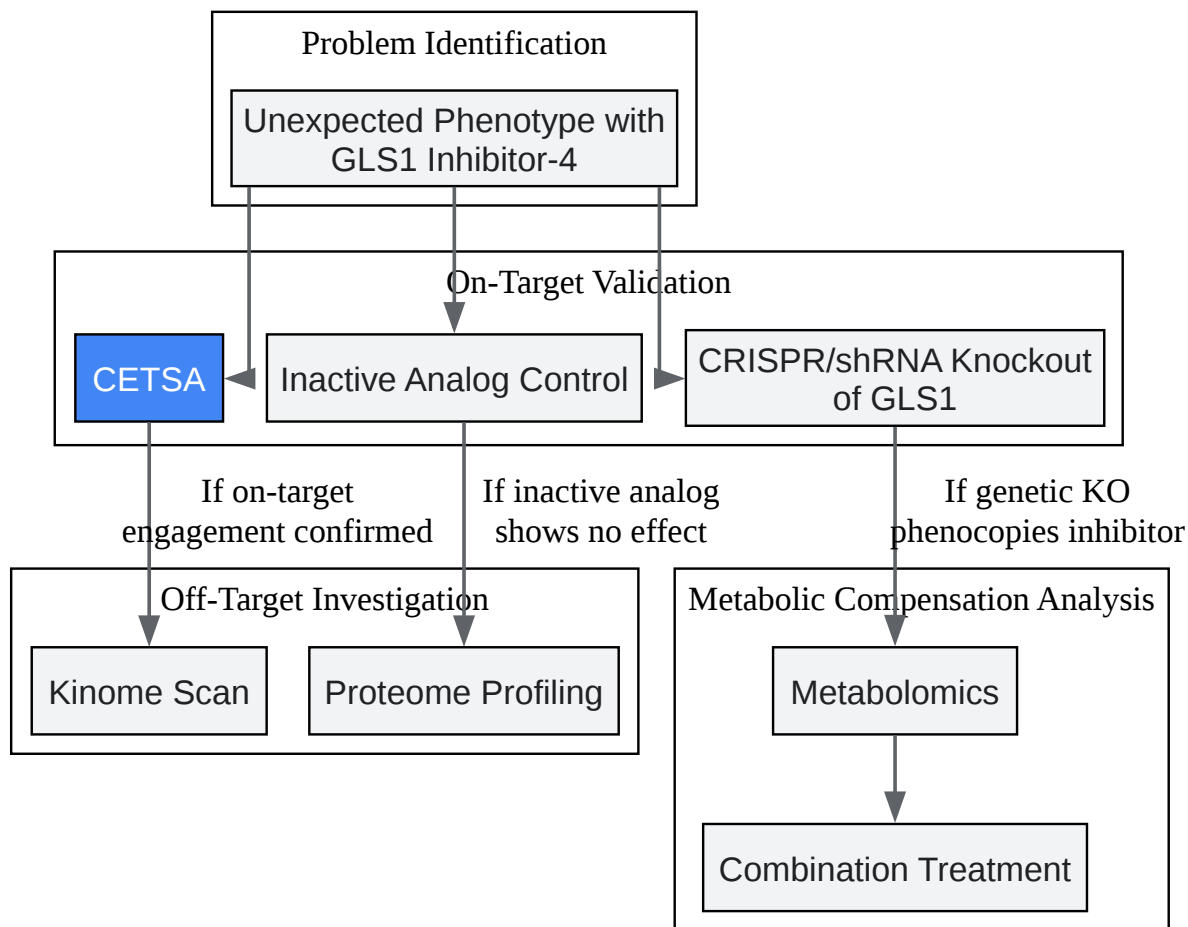 Problem Identification
Unexpected Phenotype with
GLS1 Inhibitor-4
On-Target Validation
CETSA
Inactive Analog Control
CRISPR/shRNA Knockout
of GLS1
If on-target
engagement confirmed
If inactive analog
shows no effect
If genetic KO
phenocopies inhibitor
Off-Target Investigation
Kinome Scan
Proteome Profiling
Metabolic Compensation Analysis
Metabolomics
Combination Treatment